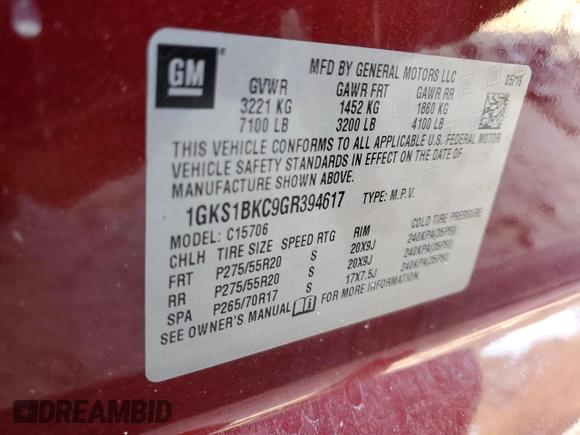 GM
MFD BY GENERAL MOTORS LLC 05/16
GVWR GAWR FRT GAWR RR
3221 KG 1452 KG 1860 KG
7100 LB 3200 LB 4100 LB
THIS VEHICLE CONFORMS TO ALL APPLICABLE U.S. FEDERAL MOTOR
VEHICLE SAFETY STANDARDS IN EFFECT ON THE DATE OF
MANUFACTURE SHOWN ABOVE.
1GKS1BKC9GR394617 TYPE: M.P.V.
MODEL: C15706
CHLH TIRE SIZE SPEED RTG RIM COLD TIRE PRESSURE
FRT P275/55R20 S 20X9J 240KPA(35PSI)
RR P275/55R20 S 20X9J 240KPA(35PSI)
SPA P265/70R17 S 17X7.5J 240KPA(35PSI)
SEE OWNER'S MANUAL FOR MORE INFORMATION.
DREAMBID